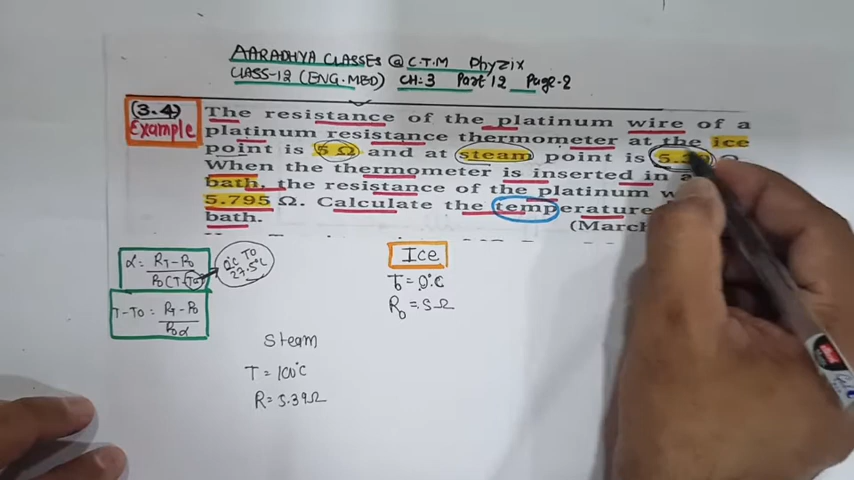 AARADHYA CLASSES @ C.T.M Phyzix
CLASS-12 (ENG.MED) CH:3 Part 12 Page-2
(3.4)
Example
The resistance of the platinum wire of a
platinum resistance thermometer at the ice
point is 5 Ω and at steam point is
When the thermometer is inserted in a
bath, the resistance of the platinum
5.795 Ω. Calculate the temperature
bath.
(March
α = RT-R0 / R0(T-T0)
0°C TO
27.5°C
T-T0 = RT-R0 / R0α
Ice
T0 = 0°C
R0 = 5Ω
Steam
T = 100°C
R = 5.39Ω